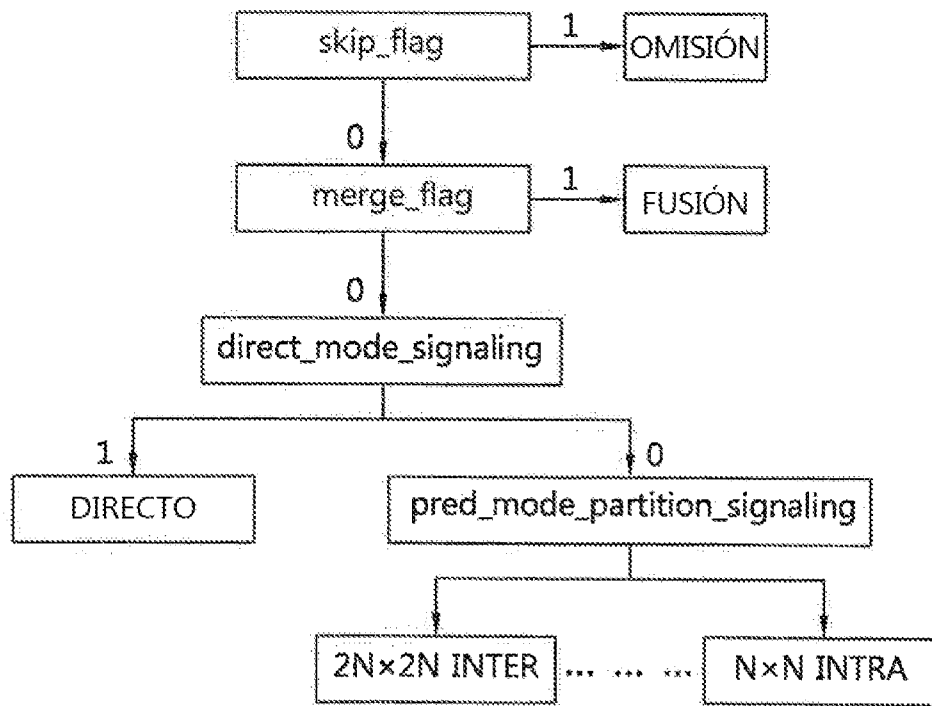 skip_flag
1
OMISIÓN
0
merge_flag
1
FUSIÓN
0
direct_mode_signaling
1
0
DIRECTO
pred_mode_partition_signaling
2N×2N INTER
... ... ...
N×N INTRA